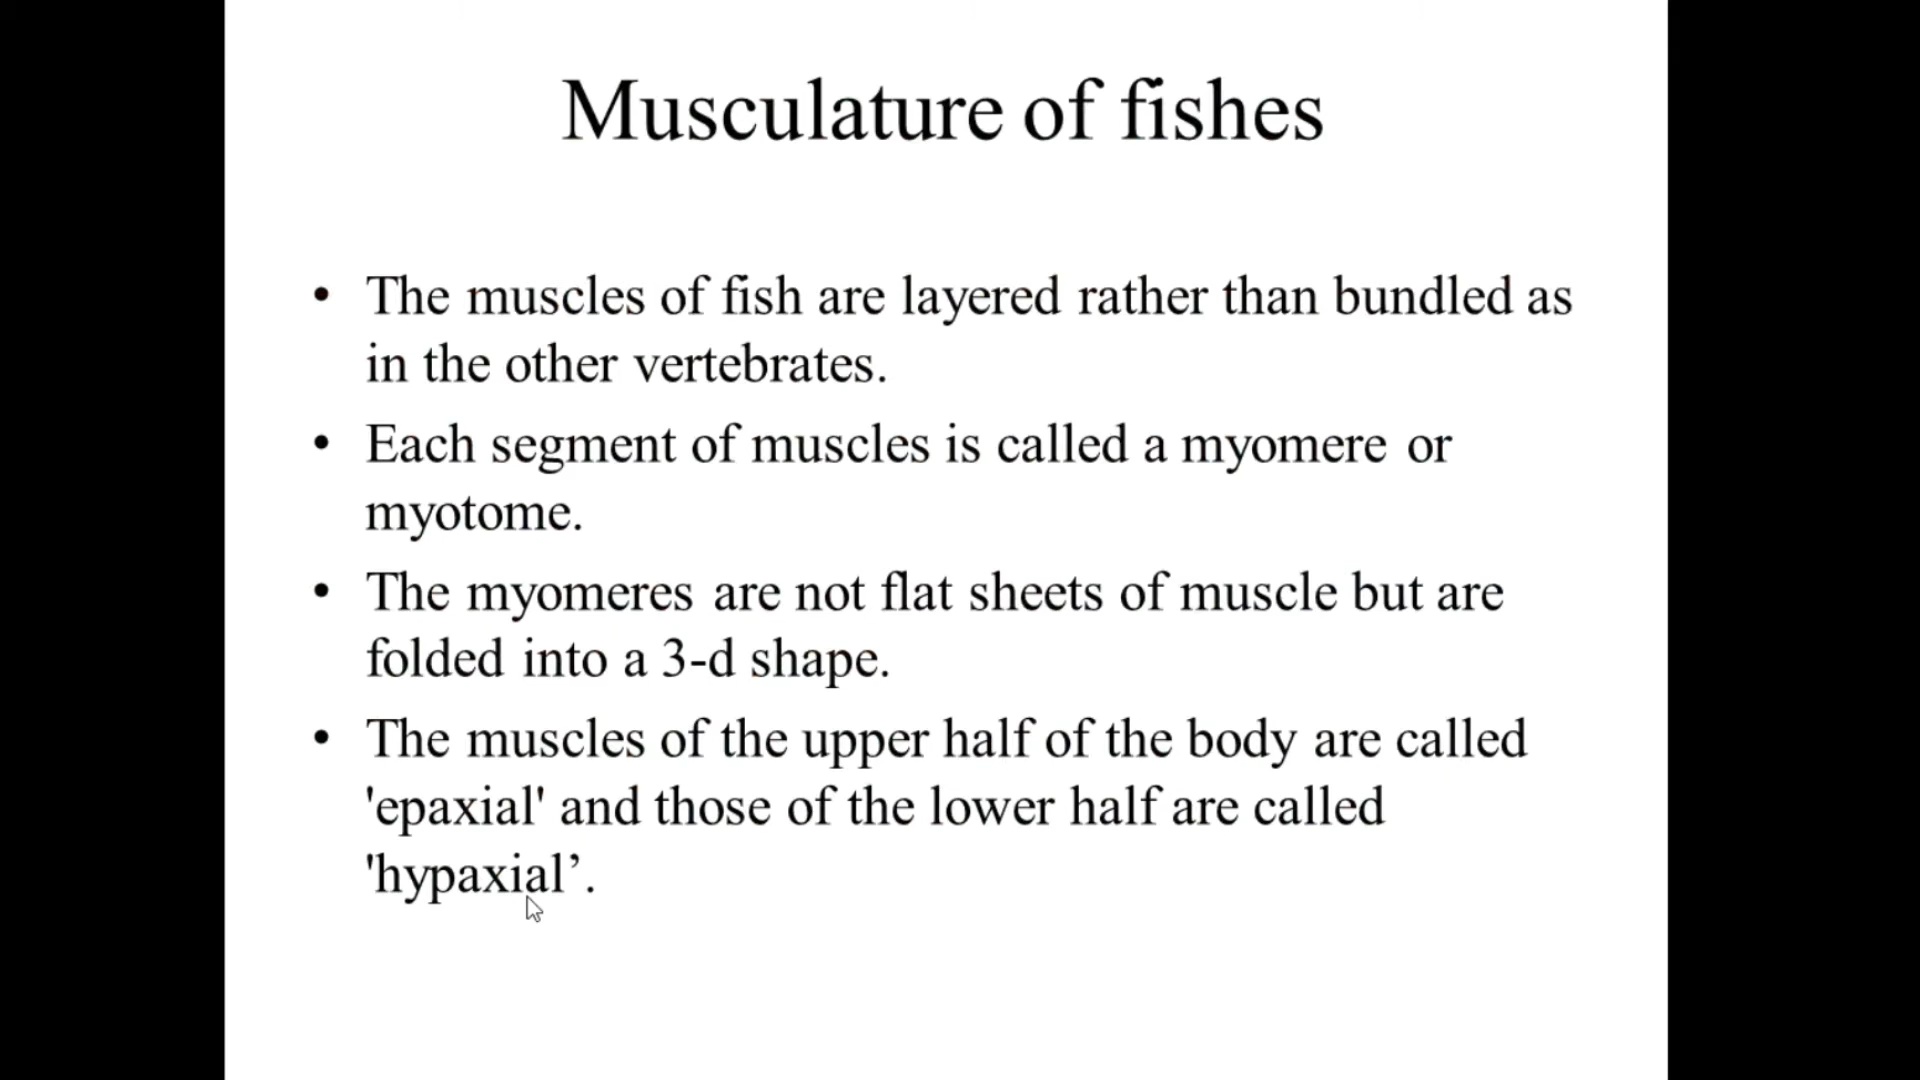 Musculature of fishes
• The muscles of fish are layered rather than bundled as
in the other vertebrates.
• Each segment of muscles is called a myomere or
myotome.
• The myomeres are not flat sheets of muscle but are
folded into a 3-d shape.
• The muscles of the upper half of the body are called
'epaxial' and those of the lower half are called
'hypaxial’.